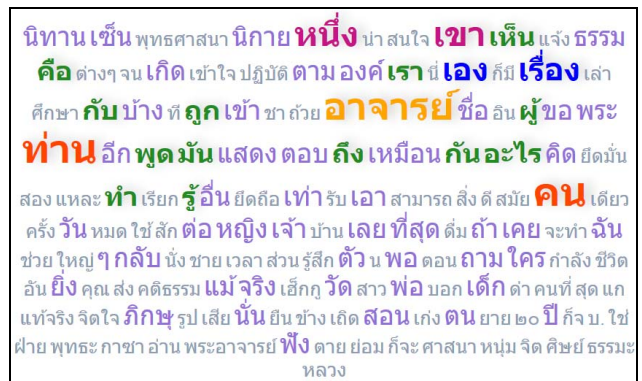 นิทาน เซ็น พุทธศาสนา นิกาย หนึ่ง น่า สนใจ เขา เห็น แจ้ง ธรรม
คือ ต่างๆ จน เกิด เข้าใจ ปฏิบัติ ตาม องค์ เรา นี่ เอง ก็มี เรื่อง เล่า
ศึกษา กับ บ้าง ที ถูก เข้า ชา ถ้วย อาจารย์ ชื่อ อิน ผู้ ขอ พระ
ท่าน อีก พูด มัน แสดง ตอบ ถึง เหมือน กัน อะไร คิด ยึดมั่น
สอง แหละ ทำ เรียก รู้ อื่น ยึดถือ เท่า รับ เอา สามารถ สิ่ง ดี สมัย คน เดียว
ครั้ง วัน หมด ใช้ สัก ต่อ หญิง เจ้า บ้าน เลย ที่สุด ดื่ม ถ้า เคย จะทำ ฉัน
ช่วย ใหญ่ ๆ กลับ นั่ง ชาย เวลา ส่วน รู้สึก ตัว น พอ ตอน ถาม ใคร กำลัง ชีวิต
อัน ยิ่ง คุณ ส่ง คติธรรม แม้ จริง เฮ็กกู วัด สาว พ่อ บอก เด็ก ด่า คนที่ สุด แก
แท้จริง จิตใจ ภิกษุ รูป เสีย นั่น ยืน ข้าง เถิด สอน เก่ง ตน ยาย ๒๐ ปี ก็จ บ. ใช่
ฝ่าย พุทธะ กาซา อ่าน พระอาจารย์ ฟัง ตาย ย่อม ก็จะ ศาสนา หนุ่ม จิต ศิษย์ ธรรมะ
หลวง